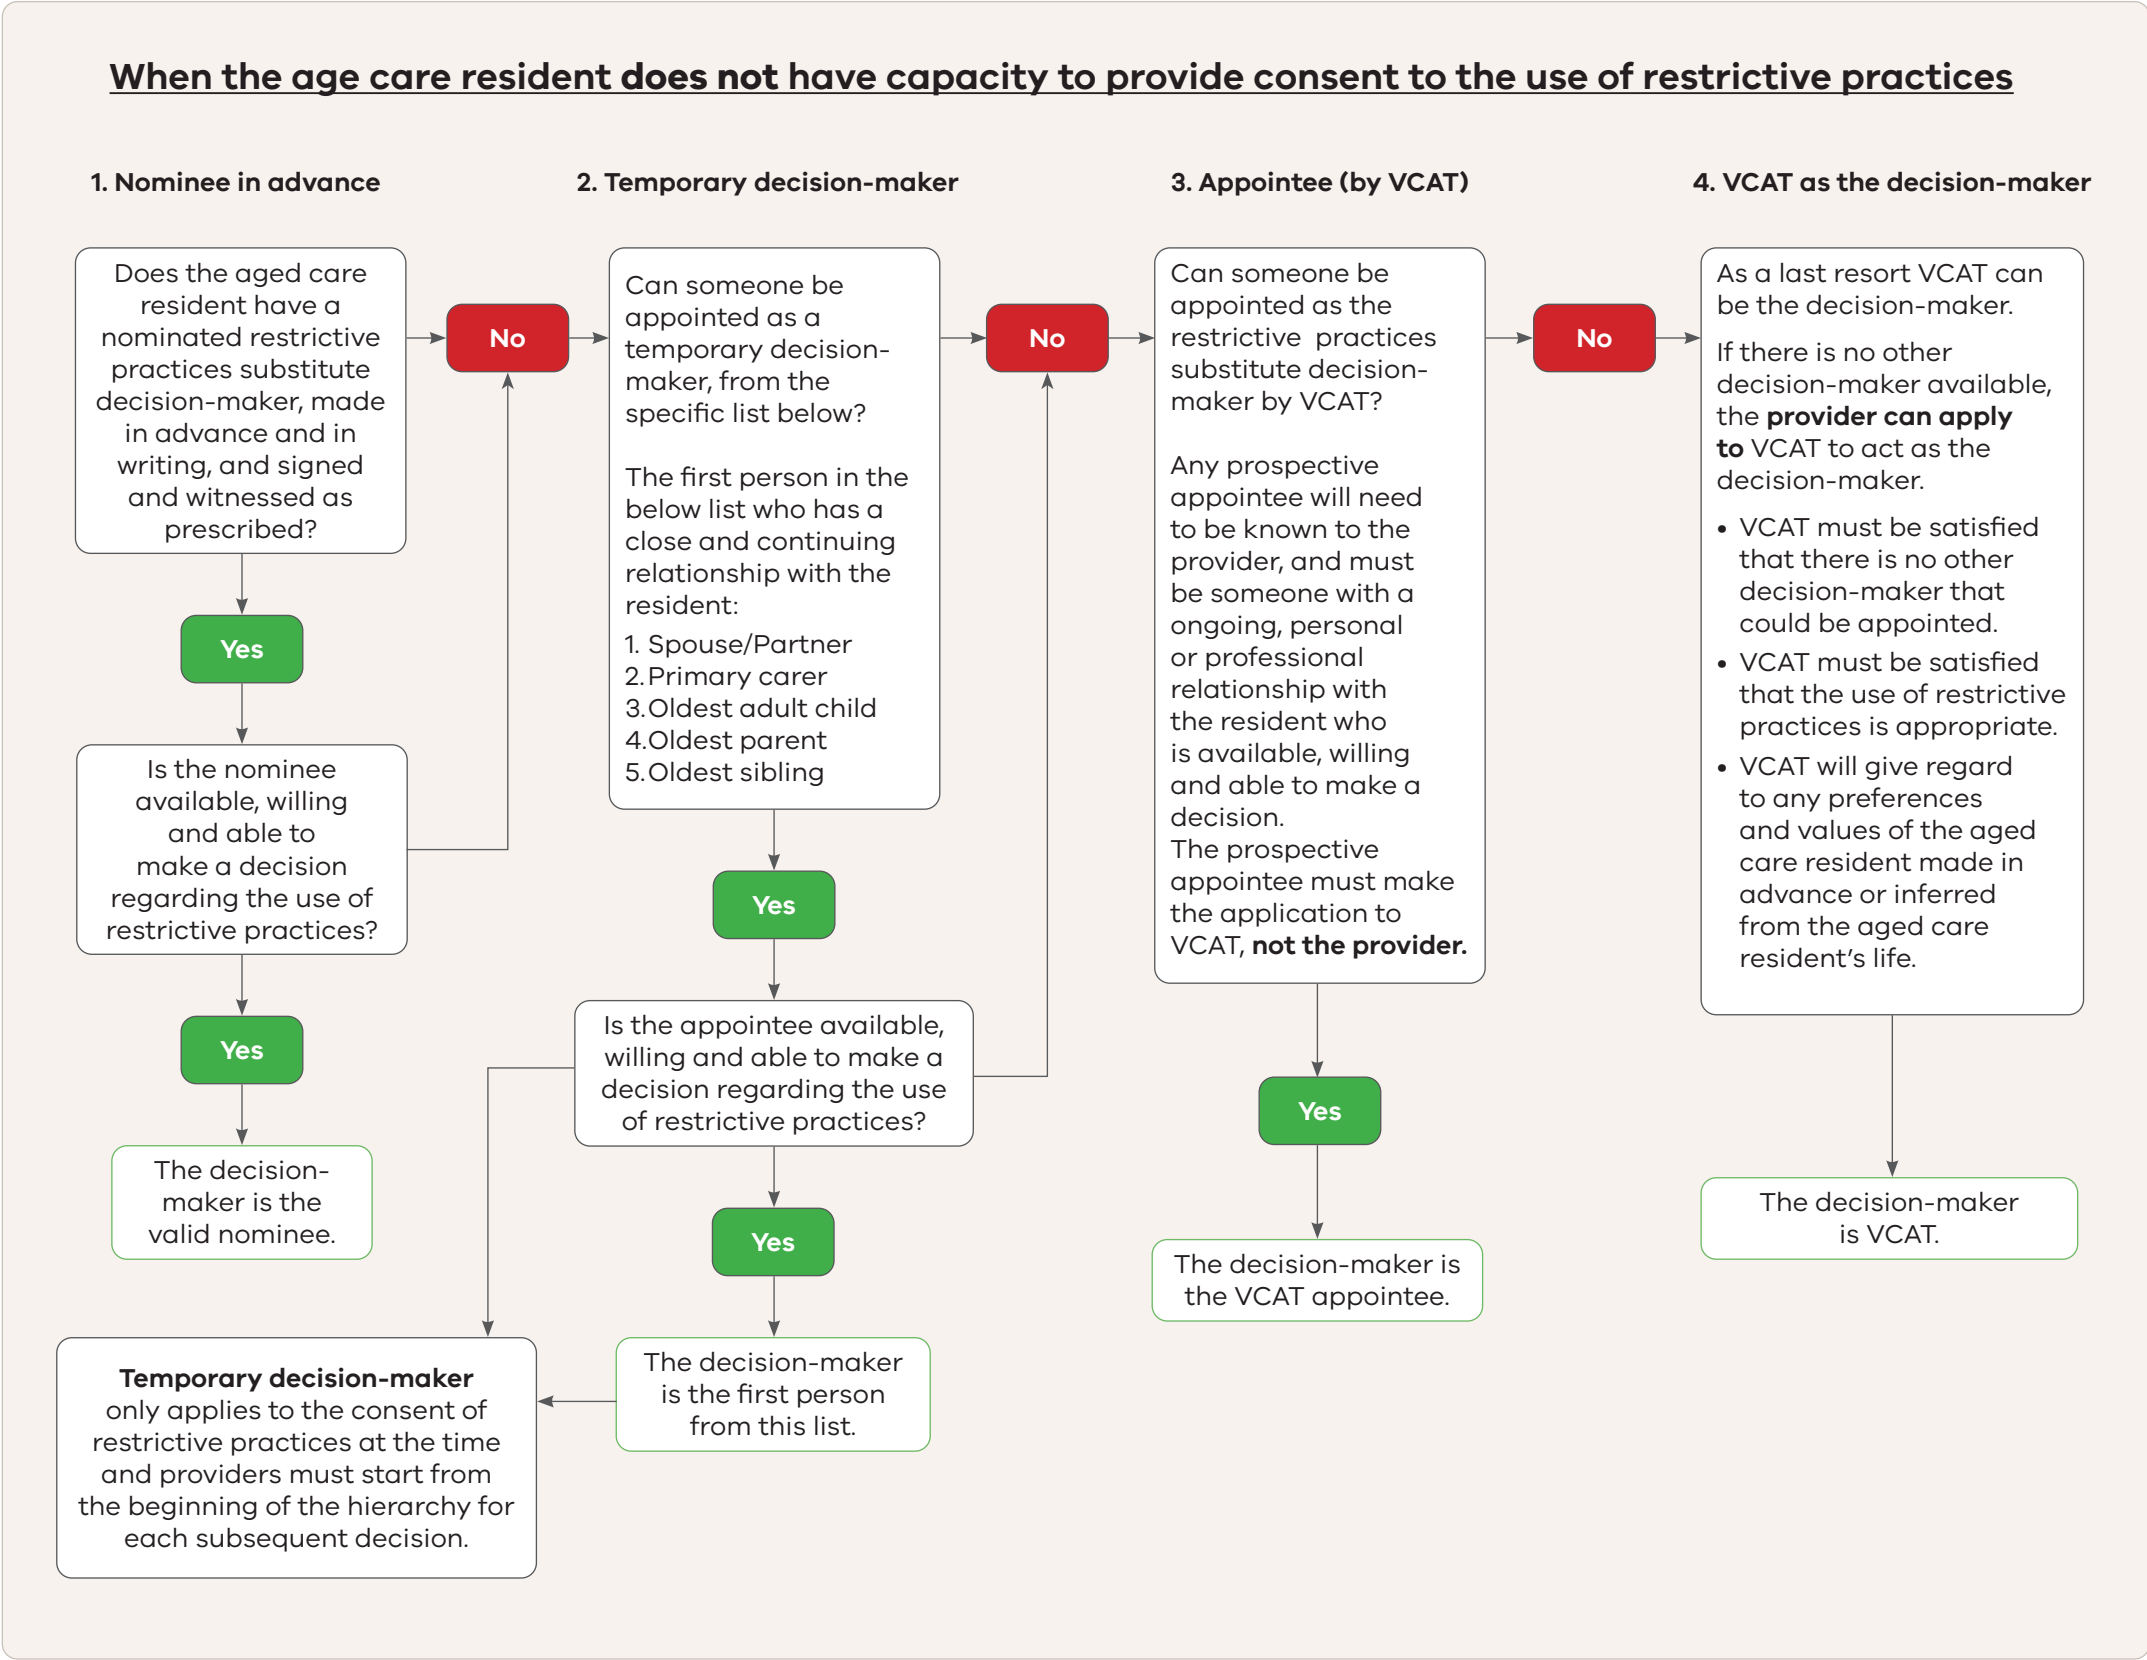 When the age care resident does not have capacity to provide consent to the use of restrictive practices
1. Nominee in advance
Does the aged care
resident have a
nominated restrictive
practices substitute
decision-maker, made
in advance and in
writing, and signed
and witnessed as
prescribed?
No
Yes
Is the nominee
available, willing
and able to
make a decision
regarding the use of
restrictive practices?
Yes
The decision-
maker is the
valid nominee.
2. Temporary decision-maker
Can someone be
appointed as a
temporary decision-
maker, from the
specific list below?
The first person in the
below list who has a
close and continuing
relationship with the
resident:
1. Spouse/Partner
2.Primary carer
3.Oldest adult child
4.Oldest parent
5.Oldest sibling
No
Yes
Is the appointee available,
willing and able to make a
decision regarding the use
of restrictive practices?
Yes
The decision-maker
is the first person
from this list.
Temporary decision-maker
only applies to the consent of
restrictive practices at the time
and providers must start from
the beginning of the hierarchy for
each subsequent decision.
3. Appointee (by VCAT)
Can someone be
appointed as the
restrictive practices
substitute decision-
maker by VCAT?
Any prospective
appointee will need
to be known to the
provider, and must
be someone with a
ongoing, personal
or professional
relationship with
the resident who
is available, willing
and able to make a
decision.
The prospective
appointee must make
the application to
VCAT, not the provider.
No
Yes
The decision-maker is
the VCAT appointee.
4. VCAT as the decision-maker
As a last resort VCAT can
be the decision-maker.
If there is no other
decision-maker available,
the provider can apply
to VCAT to act as the
decision-maker.
• VCAT must be satisfied
that there is no other
decision-maker that
could be appointed.
• VCAT must be satisfied
that the use of restrictive
practices is appropriate.
• VCAT will give regard
to any preferences
and values of the aged
care resident made in
advance or inferred
from the aged care
resident's life.
The decision-maker
is VCAT.